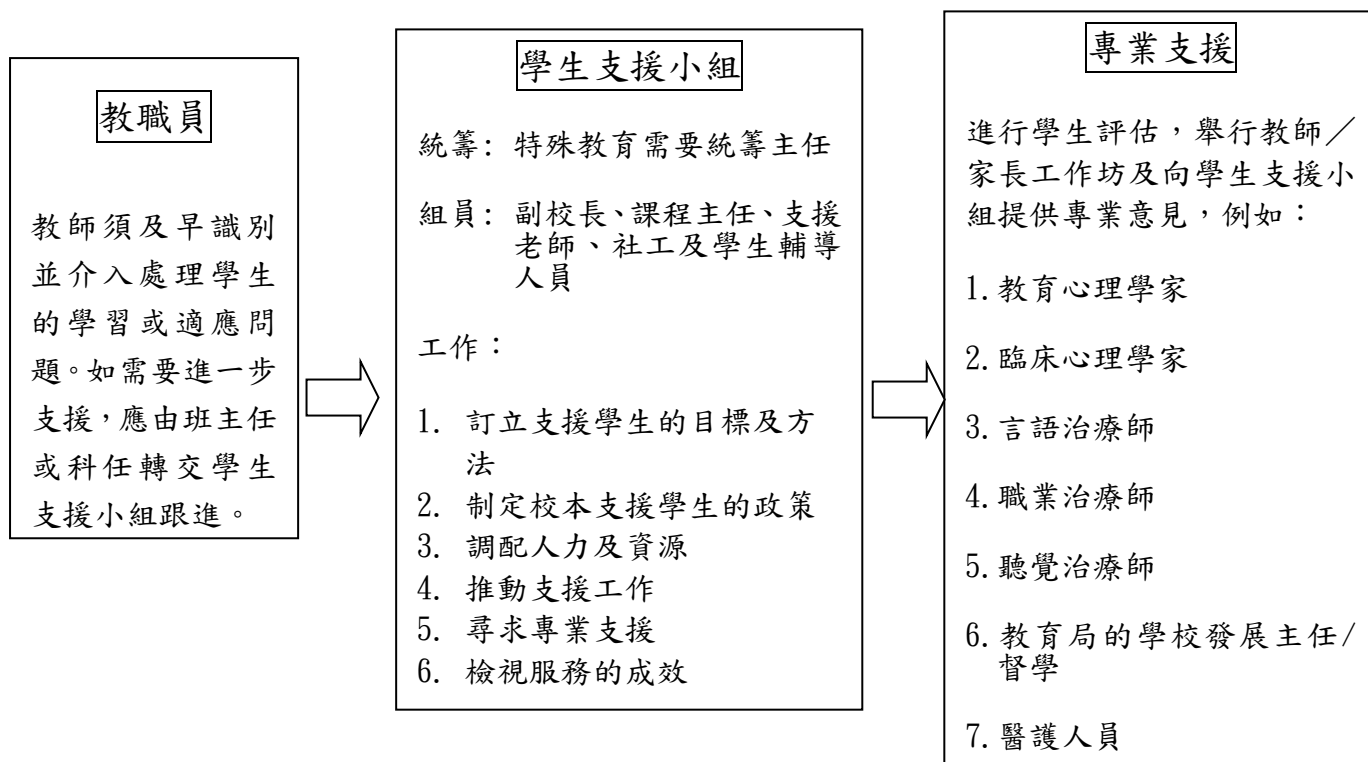 教職員
教師須及早識別
並介入處理學生
的學習或適應問
題。如需要進一步
支援，應由班主任
或科任轉交學生
支援小組跟進。
學生支援小組
統籌: 特殊教育需要統籌主任
組員: 副校長、課程主任、支援
老師、社工及學生輔導
人員
工作：
1. 訂立支援學生的目標及方
法
2. 制定校本支援學生的政策
3. 調配人力及資源
4. 推動支援工作
5. 尋求專業支援
6. 檢視服務的成效
專業支援
進行學生評估，舉行教師／
家長工作坊及向學生支援小
組提供專業意見，例如：
1.教育心理學家
2.臨床心理學家
3.言語治療師
4.職業治療師
5.聽覺治療師
6.教育局的學校發展主任/
督學
7.醫護人員